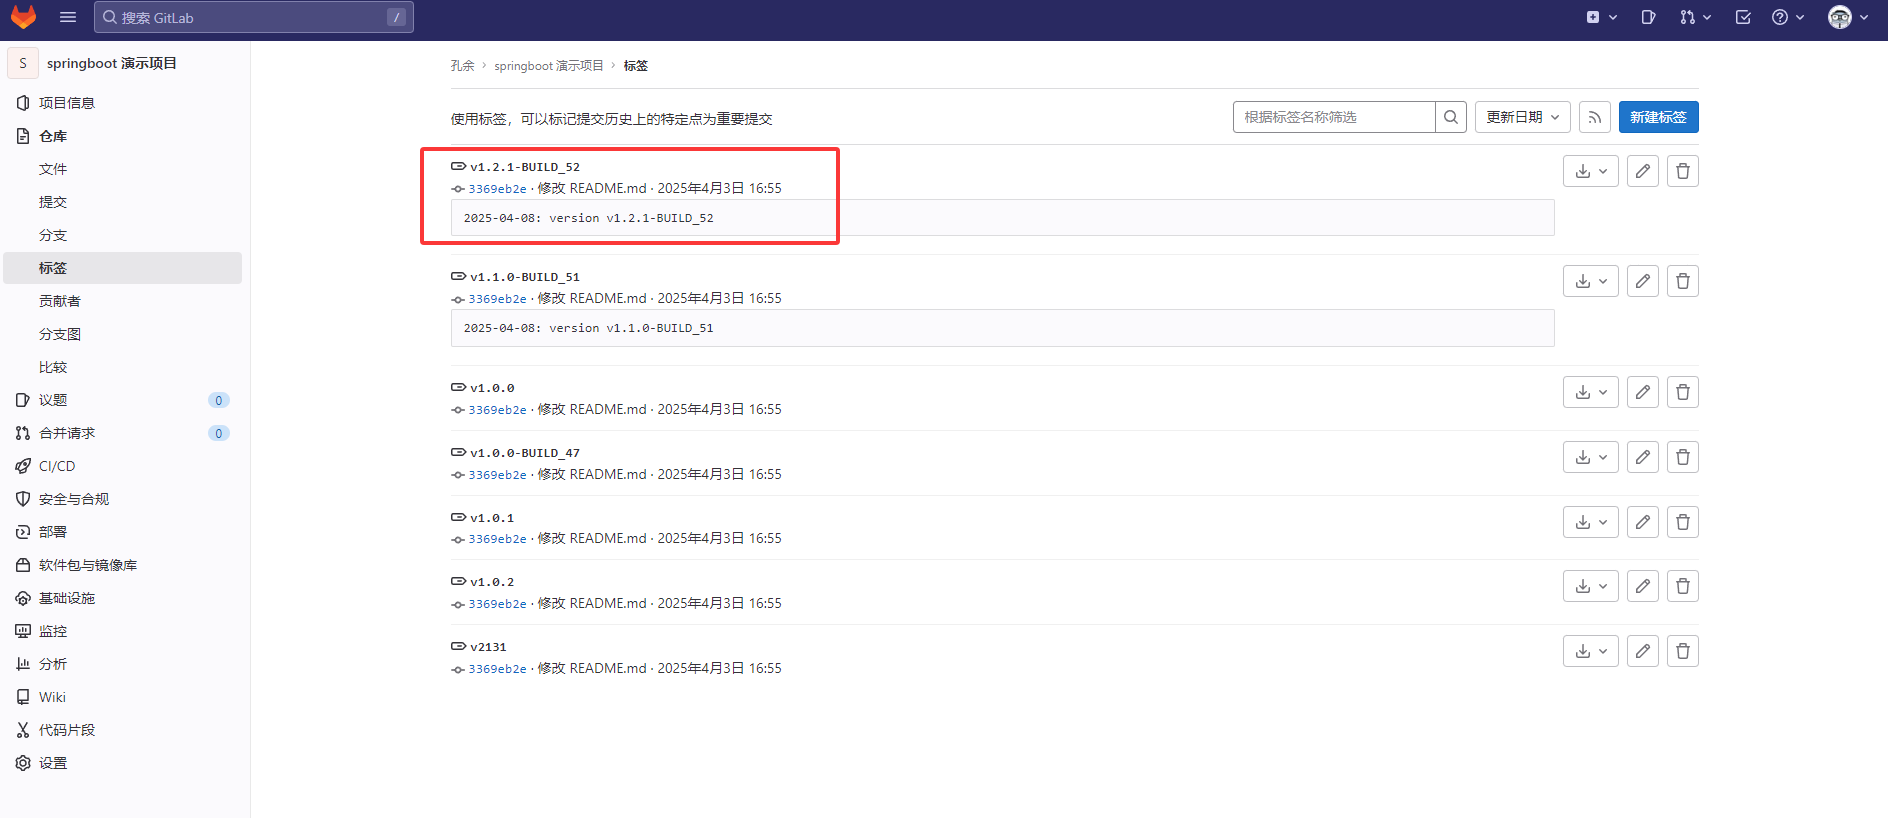 搜索 GitLab /
S springboot 演示项目
项目信息
仓库
文件
提交
分支
标签
贡献者
分支图
比较
议题 0
合并请求 0
CI/CD
安全与合规
部署
软件包与镜像库
基础设施
监控
分析
Wiki
代码片段
设置
孔余 › springboot 演示项目 › 标签
使用标签，可以标记提交历史上的特定点为重要提交
根据标签名称筛选
更新日期
新建标签
v1.2.1-BUILD_52
3369eb2e · 修改 README.md · 2025年4月3日 16:55
2025-04-08: version v1.2.1-BUILD_52
v1.1.0-BUILD_51
3369eb2e · 修改 README.md · 2025年4月3日 16:55
2025-04-08: version v1.1.0-BUILD_51
v1.0.0
3369eb2e · 修改 README.md · 2025年4月3日 16:55
v1.0.0-BUILD_47
3369eb2e · 修改 README.md · 2025年4月3日 16:55
v1.0.1
3369eb2e · 修改 README.md · 2025年4月3日 16:55
v1.0.2
3369eb2e · 修改 README.md · 2025年4月3日 16:55
v2131
3369eb2e · 修改 README.md · 2025年4月3日 16:55